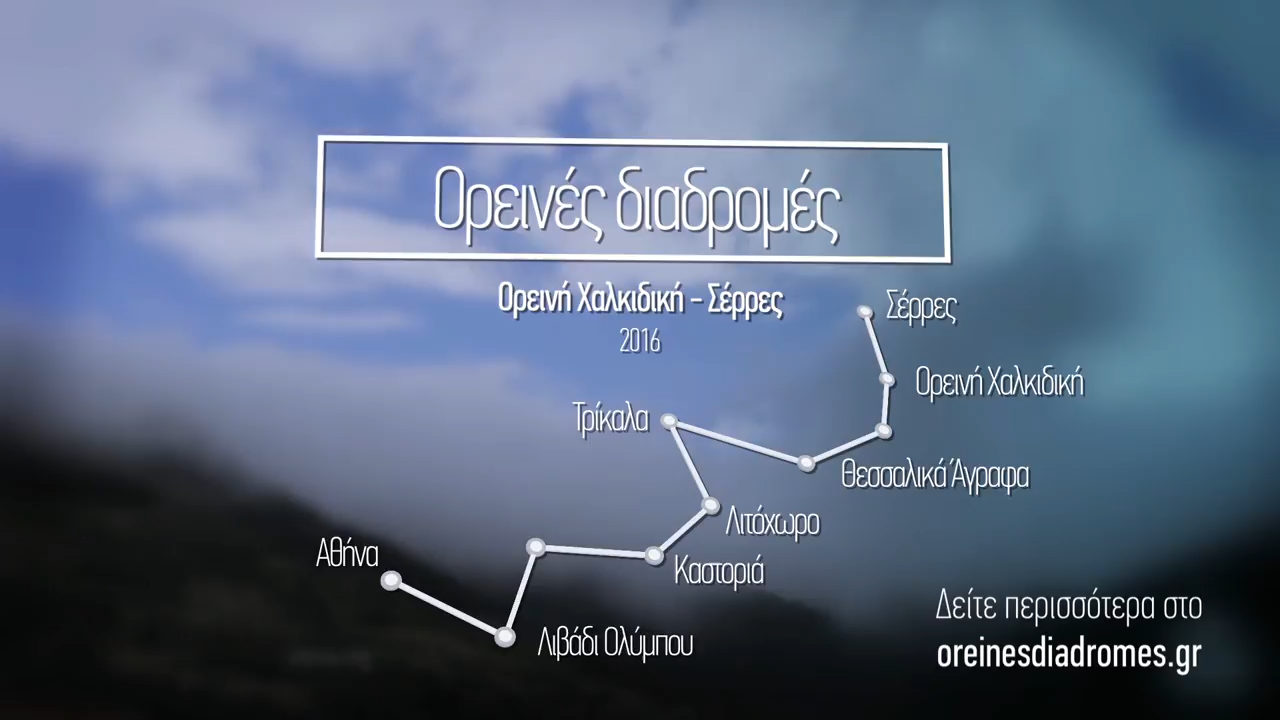 Ορεινές διαδρομές
Ορεινή Χαλκιδική - Σέρρες
2016
Σέρρες
Ορεινή Χαλκιδική
Τρίκαλα
Θεσσαλικά Άγραφα
Λιτόχωρο
Αθήνα
Καστοριά
Λιβάδι Ολύμπου
Δείτε περισσότερα στο
oreinesdiadromes.gr